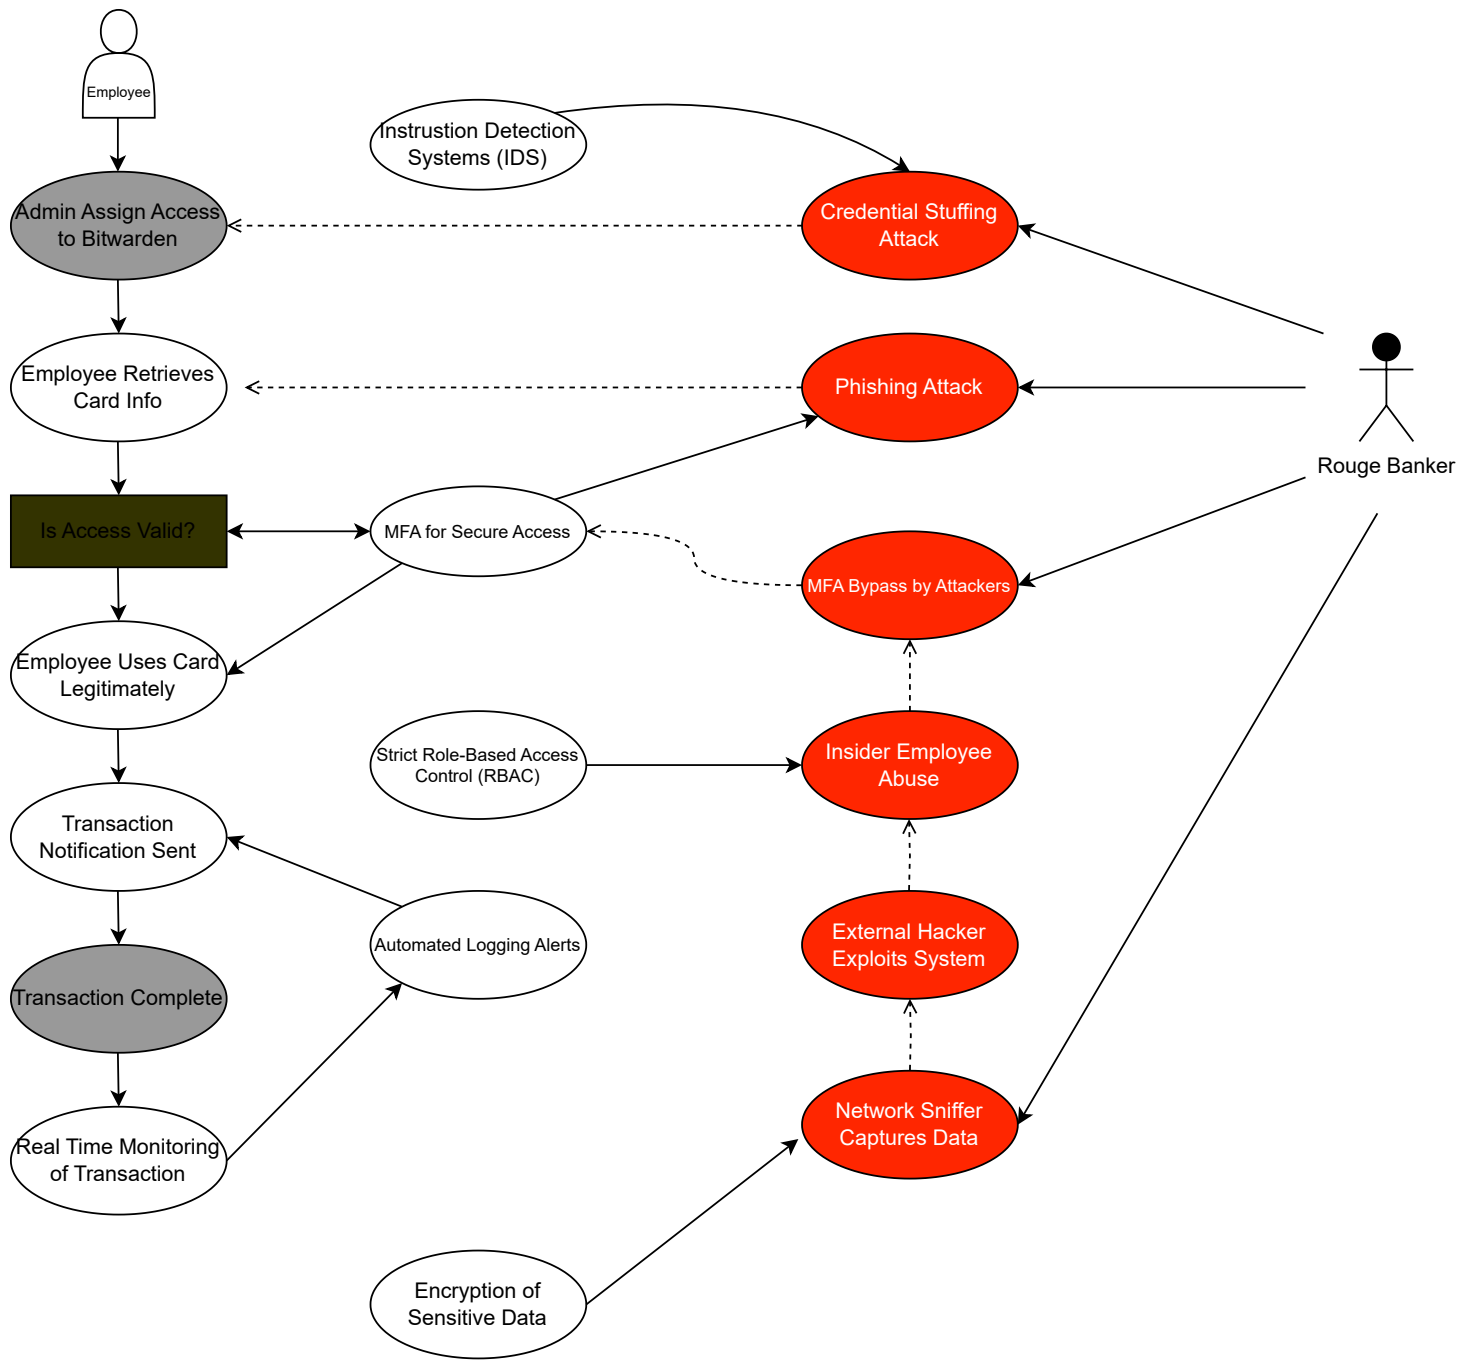 Employee
Instrustion Detection
Systems (IDS)
Admin Assign Access
to Bitwarden
Credential Stuffing
Attack
Employee Retrieves
Card Info
Phishing Attack
Rouge Banker
Is Access Valid?
MFA for Secure Access
MFA Bypass by Attackers
Employee Uses Card
Legitimately
Strict Role-Based Access
Control (RBAC)
Insider Employee
Abuse
Transaction
Notification Sent
Automated Logging Alerts
External Hacker
Exploits System
Transaction Complete
Network Sniffer
Captures Data
Real Time Monitoring
of Transaction
Encryption of
Sensitive Data